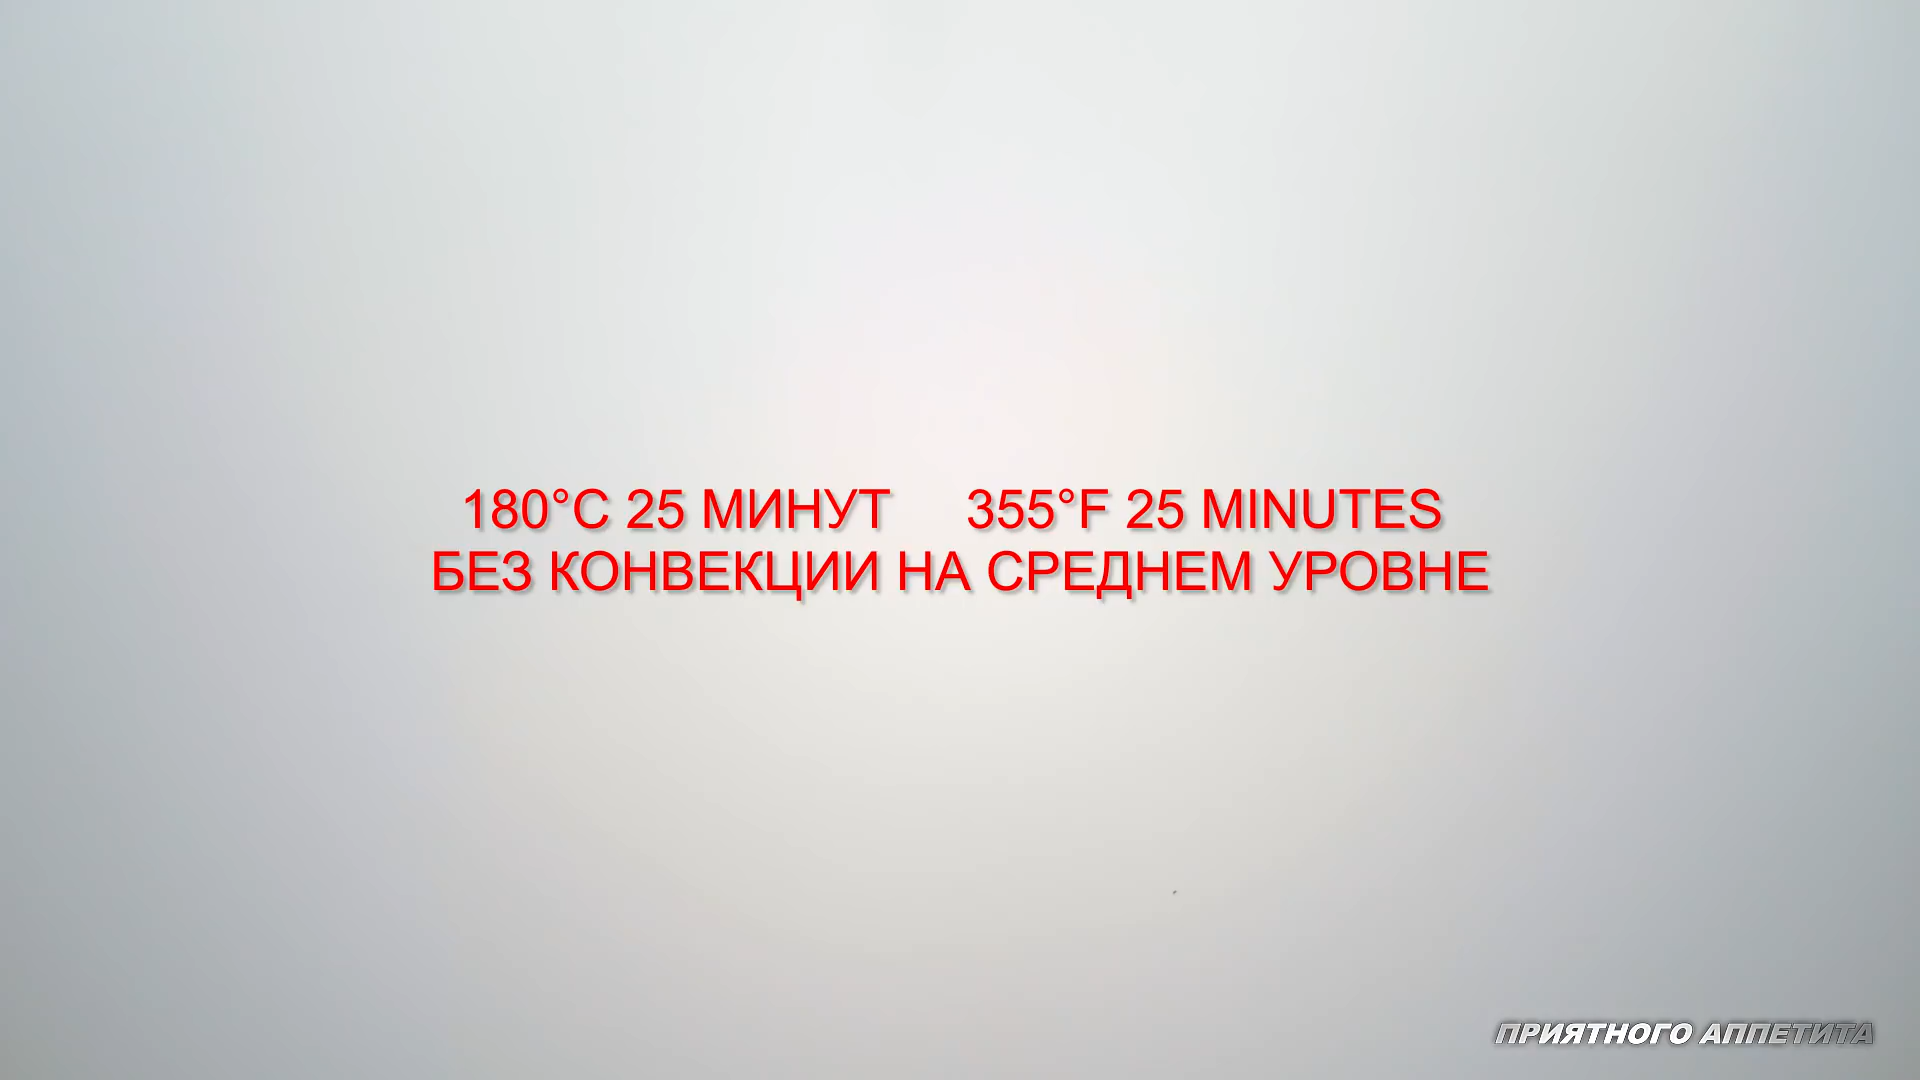 180°C 25 МИНУТ 355°F 25 MINUTES
БЕЗ КОНВЕКЦИИ НА СРЕДНЕМ УРОВНЕ
ПРИЯТНОГО АППЕТИТА